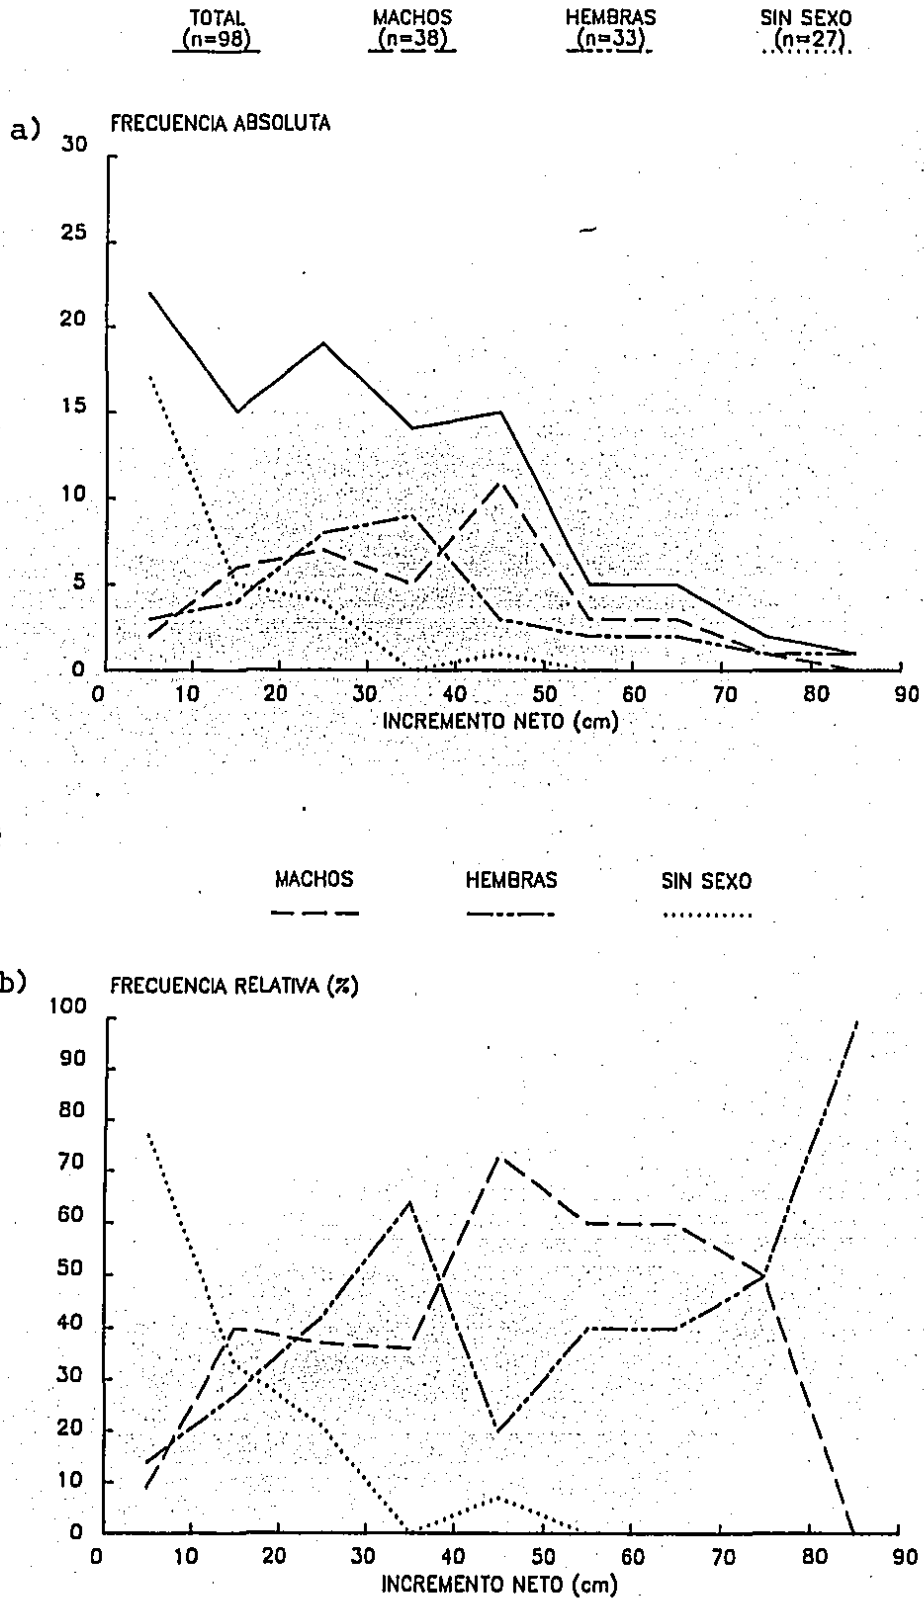 TOTAL MACHOS HEMBRAS SIN SEXO
(n=98) (n=38) (n=33) (n=27)
a) FRECUENCIA ABSOLUTA
30
25
20
15
10
5
0
0 10 20 30 40 50 60 70 80 90
INCREMENTO NETO (cm)
MACHOS HEMBRAS SIN SEXO
b) FRECUENCIA RELATIVA (%)
100
90
80
70
60
50
40
30
20
10
0
0 10 20 30 40 50 60 70 80 90
INCREMENTO NETO (cm)